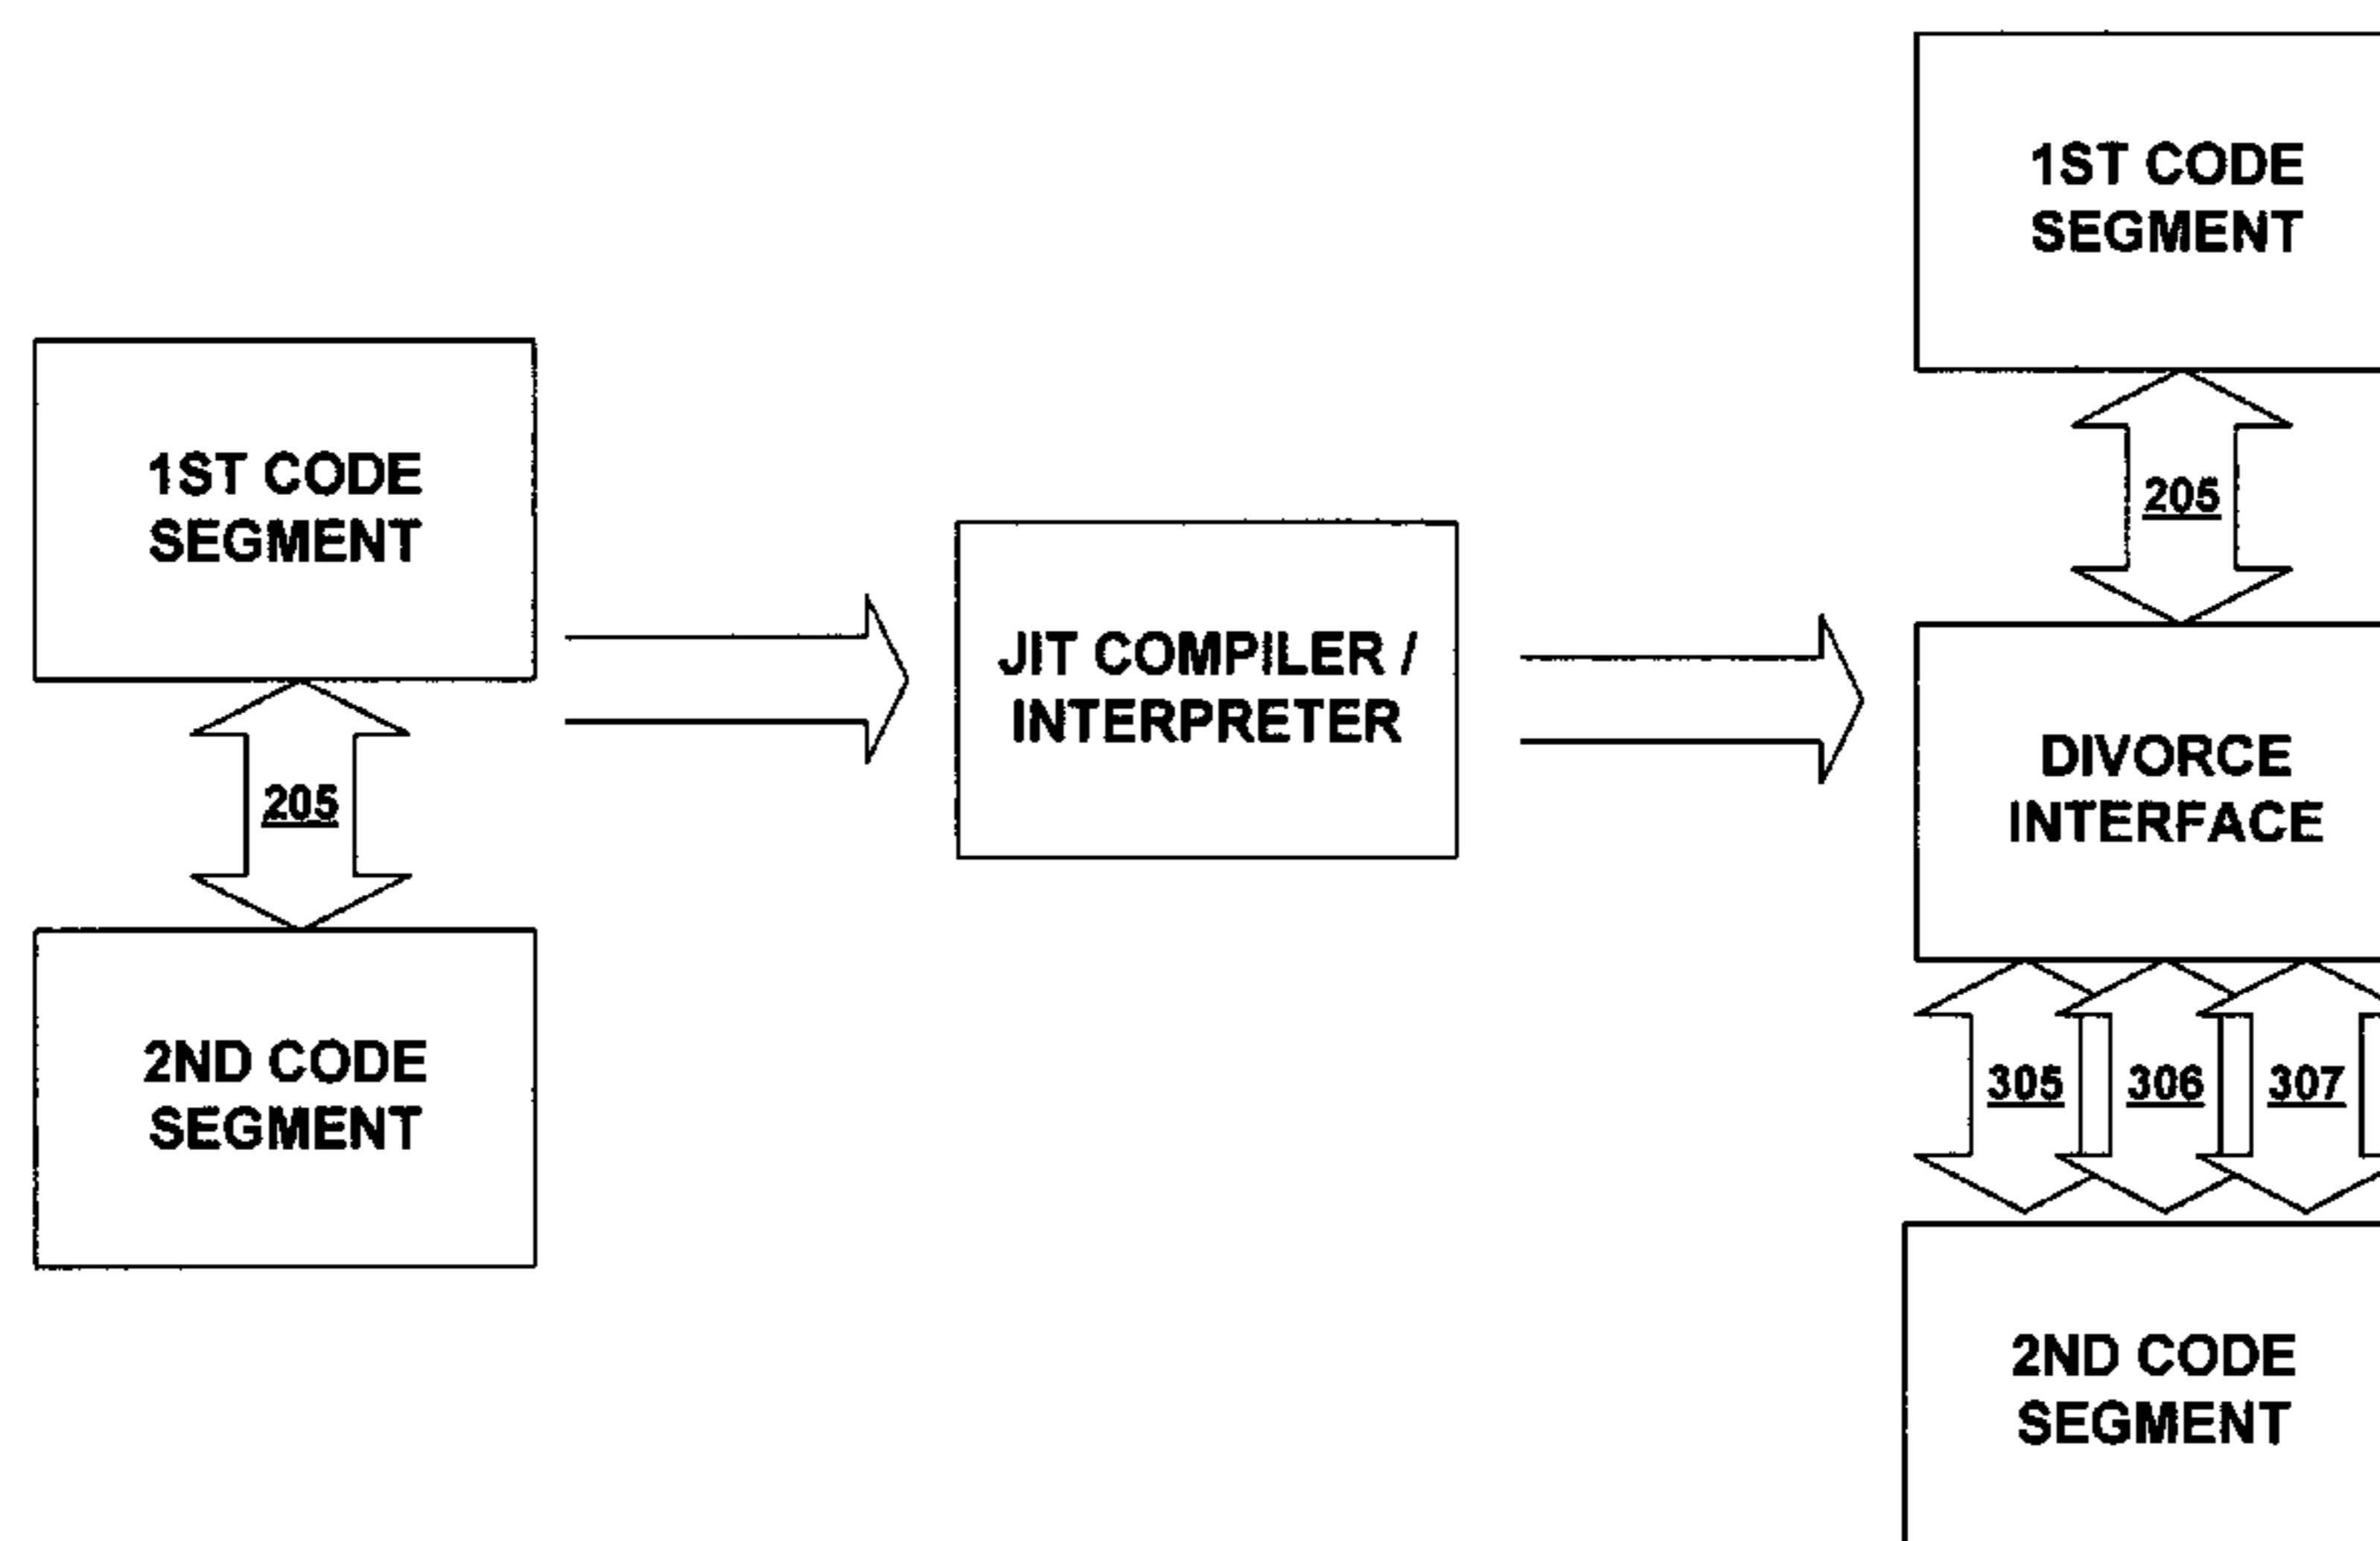 1ST CODE
SEGMENT
205
2ND CODE
SEGMENT
JIT COMPILER /
INTERPRETER
1ST CODE
SEGMENT
205
DIVORCE
INTERFACE
305 306 307
2ND CODE
SEGMENT